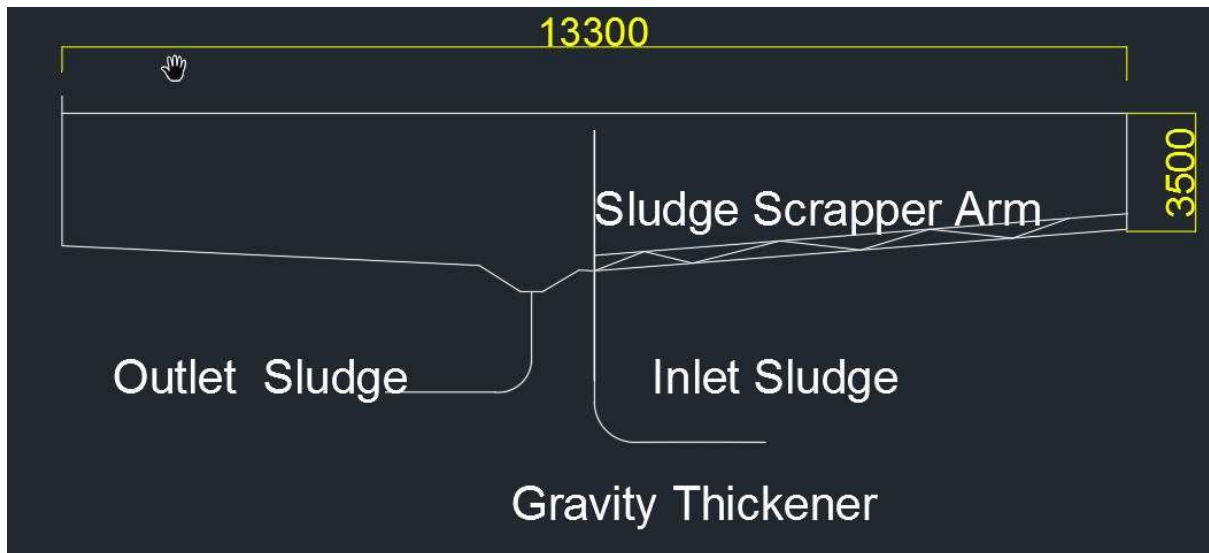 13300
3500
Sludge Scrapper Arm
Outlet Sludge
Inlet Sludge
Gravity Thickener